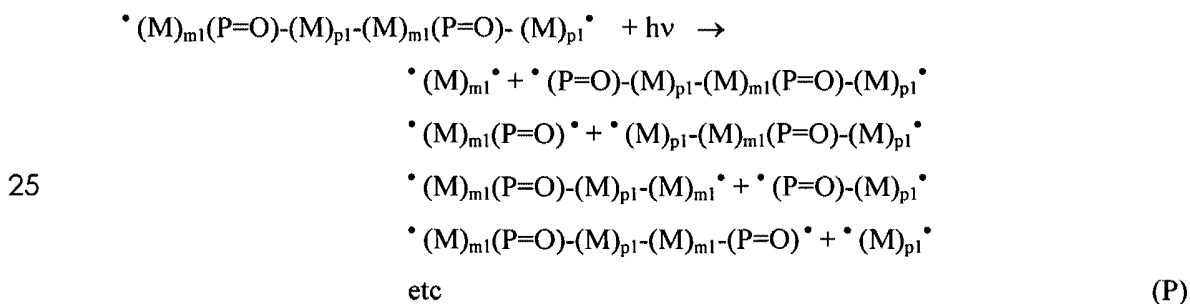 • (M)m1(P=O)-(M)p1-(M)m1(P=O)- (M)p1• + hν →
• (M)m1• + • (P=O)-(M)p1-(M)m1(P=O)-(M)p1•
• (M)m1(P=O) • + • (M)p1-(M)m1(P=O)-(M)p1•
25 • (M)m1(P=O)-(M)p1-(M)m1• + • (P=O)-(M)p1•
• (M)m1(P=O)-(M)p1-(M)m1-(P=O)• + • (M)p1•
etc (P)